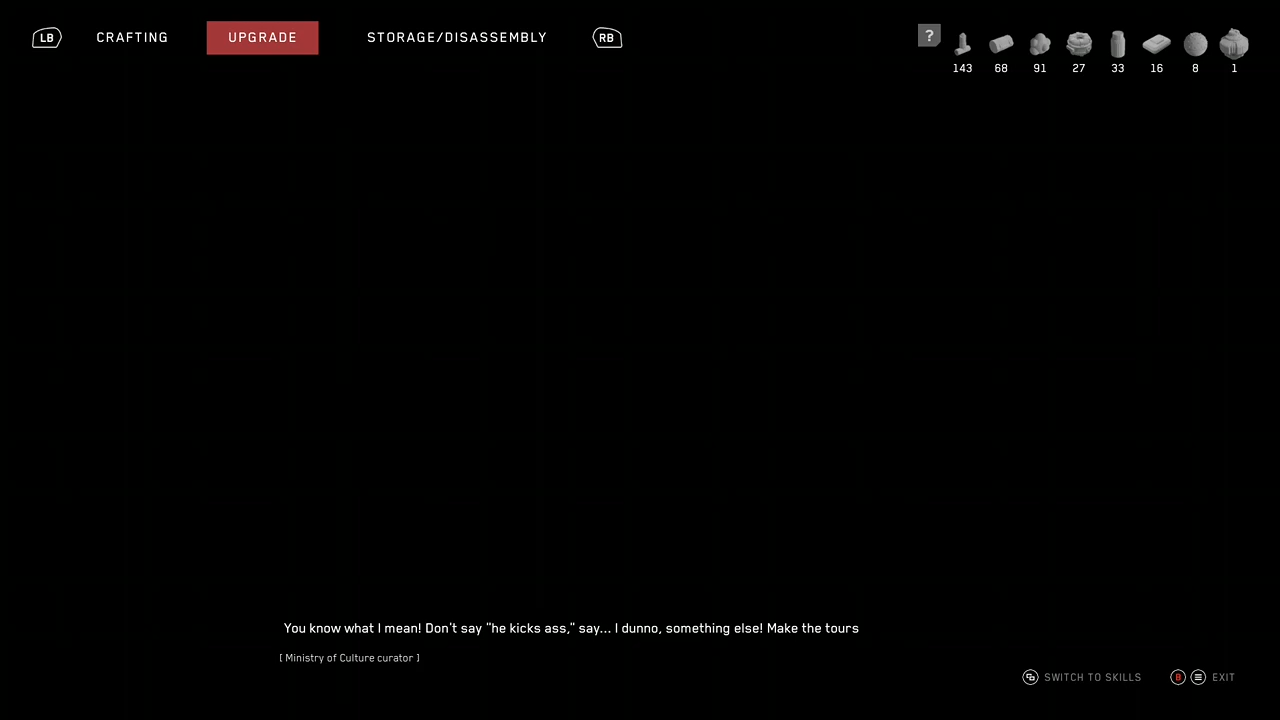 LB CRAFTING UPGRADE STORAGE/DISASSEMBLY RB ?
143 68 91 27 33 16 8 1
You know what I mean! Don't say "he kicks ass," say... I dunno, something else! Make the tours
[ Ministry of Culture curator ]
SWITCH TO SKILLS B EXIT